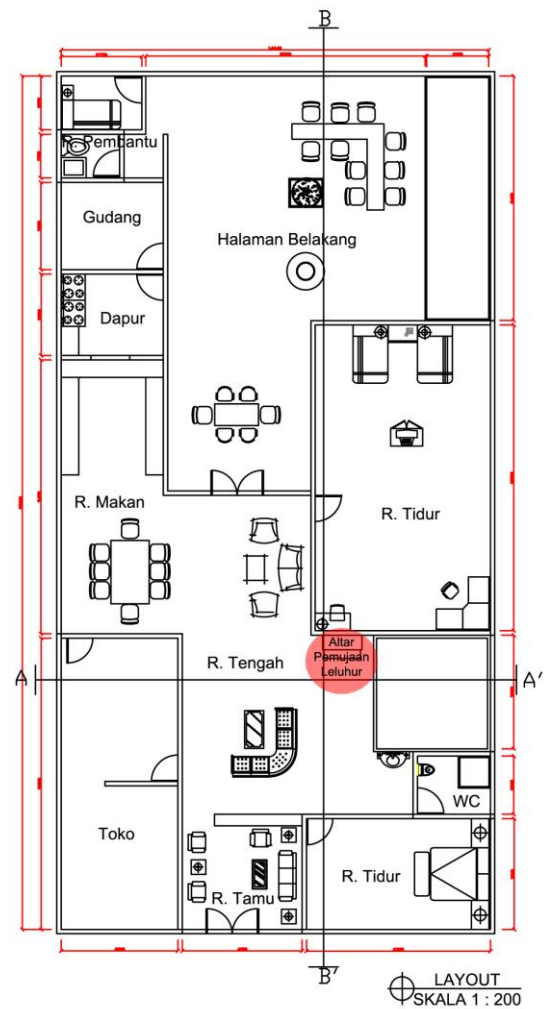 B
R. Pembantu
Gudang
Halaman Belakang
Dapur
R. Makan
R. Tidur
Altar
Pemujaan
Leluhur
R. Tengah
A
A'
WC
Toko
R. Tidur
R. Tamu
B'
LAYOUT
SKALA 1 : 200